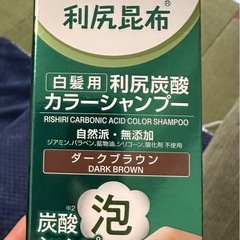 利尻昆布®
白髪用 利尻炭酸
カラーシャンプー
RISHIRI CARBONIC ACID COLOR SHAMPOO
自然派・無添加
ジアミン、パラベン、鉱物油、シリコーン、酸化剤 不使用
ダークブラウン
DARK BROWN
※2
炭酸 泡